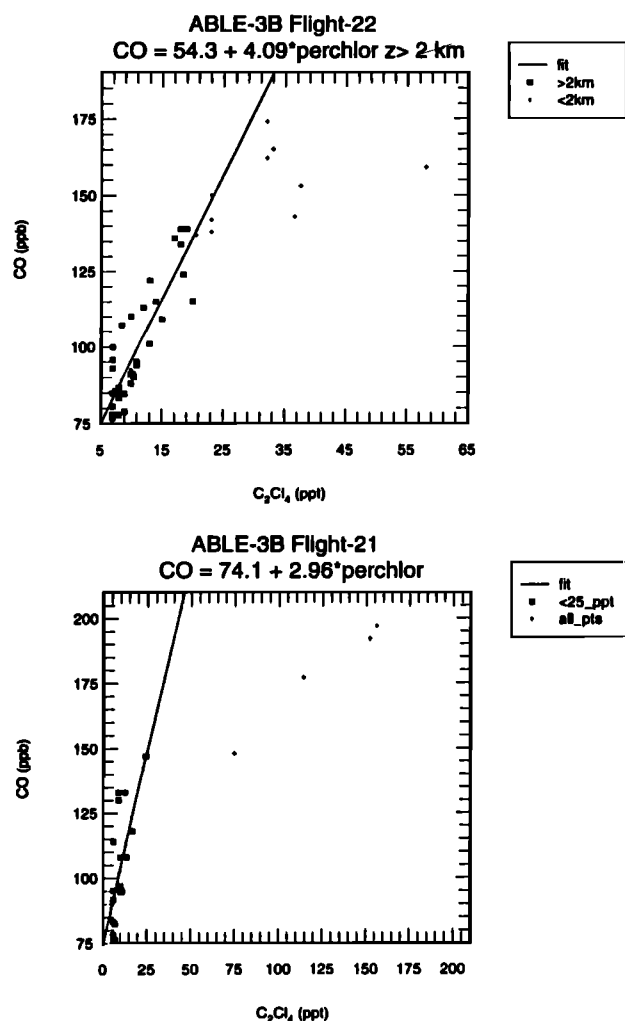 ABLE-3B Flight-22
CO = 54.3 + 4.09*perchlor z> 2 km
fit
>2km
<2km
175
150
125
100
75
CO (ppb)
5 15 25 35 45 55 65
C₂Cl₄ (ppt)
ABLE-3B Flight-21
CO = 74.1 + 2.96*perchlor
fit
<25_ppt
all_pts
200
175
150
125
100
75
CO (ppb)
0 25 50 75 100 125 150 175 200
C₂Cl₄ (ppt)